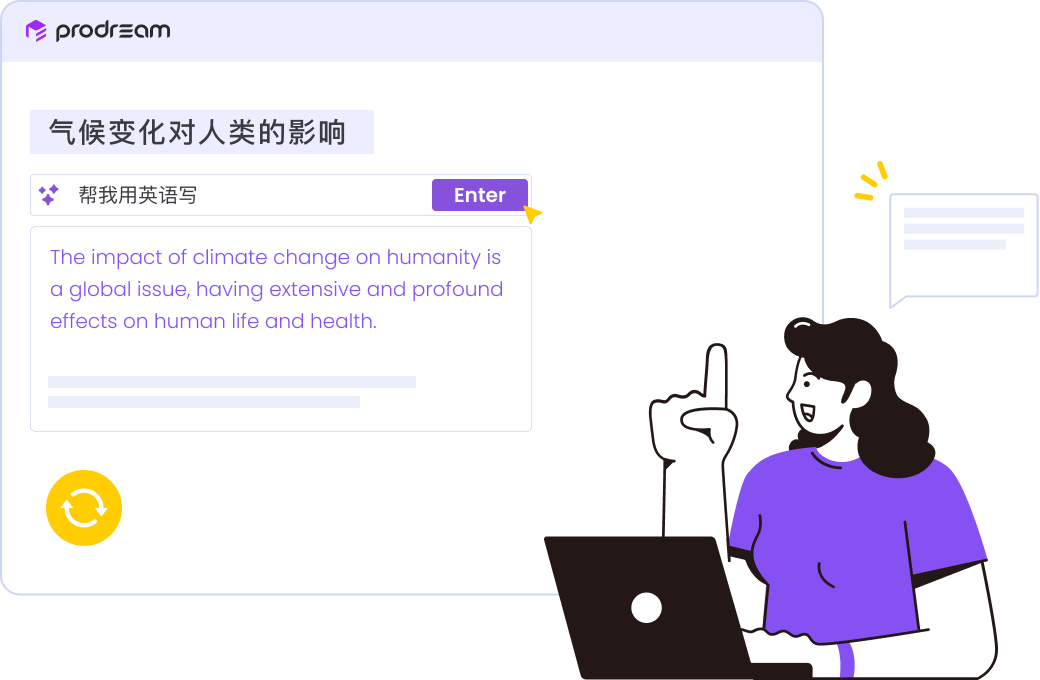 prodream
气候变化对人类的影响
帮我用英语写
Enter
The impact of climate change on humanity is
a global issue, having extensive and profound
effects on human life and health.